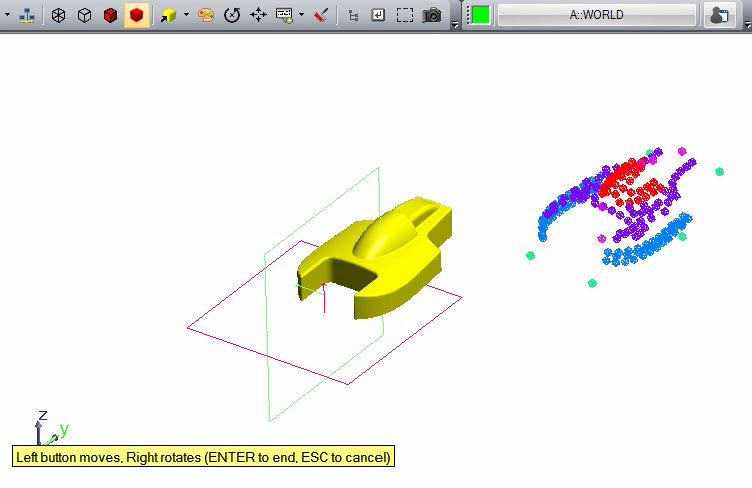 A::WORLD
z
y
Left button moves, Right rotates (ENTER to end, ESC to cancel)